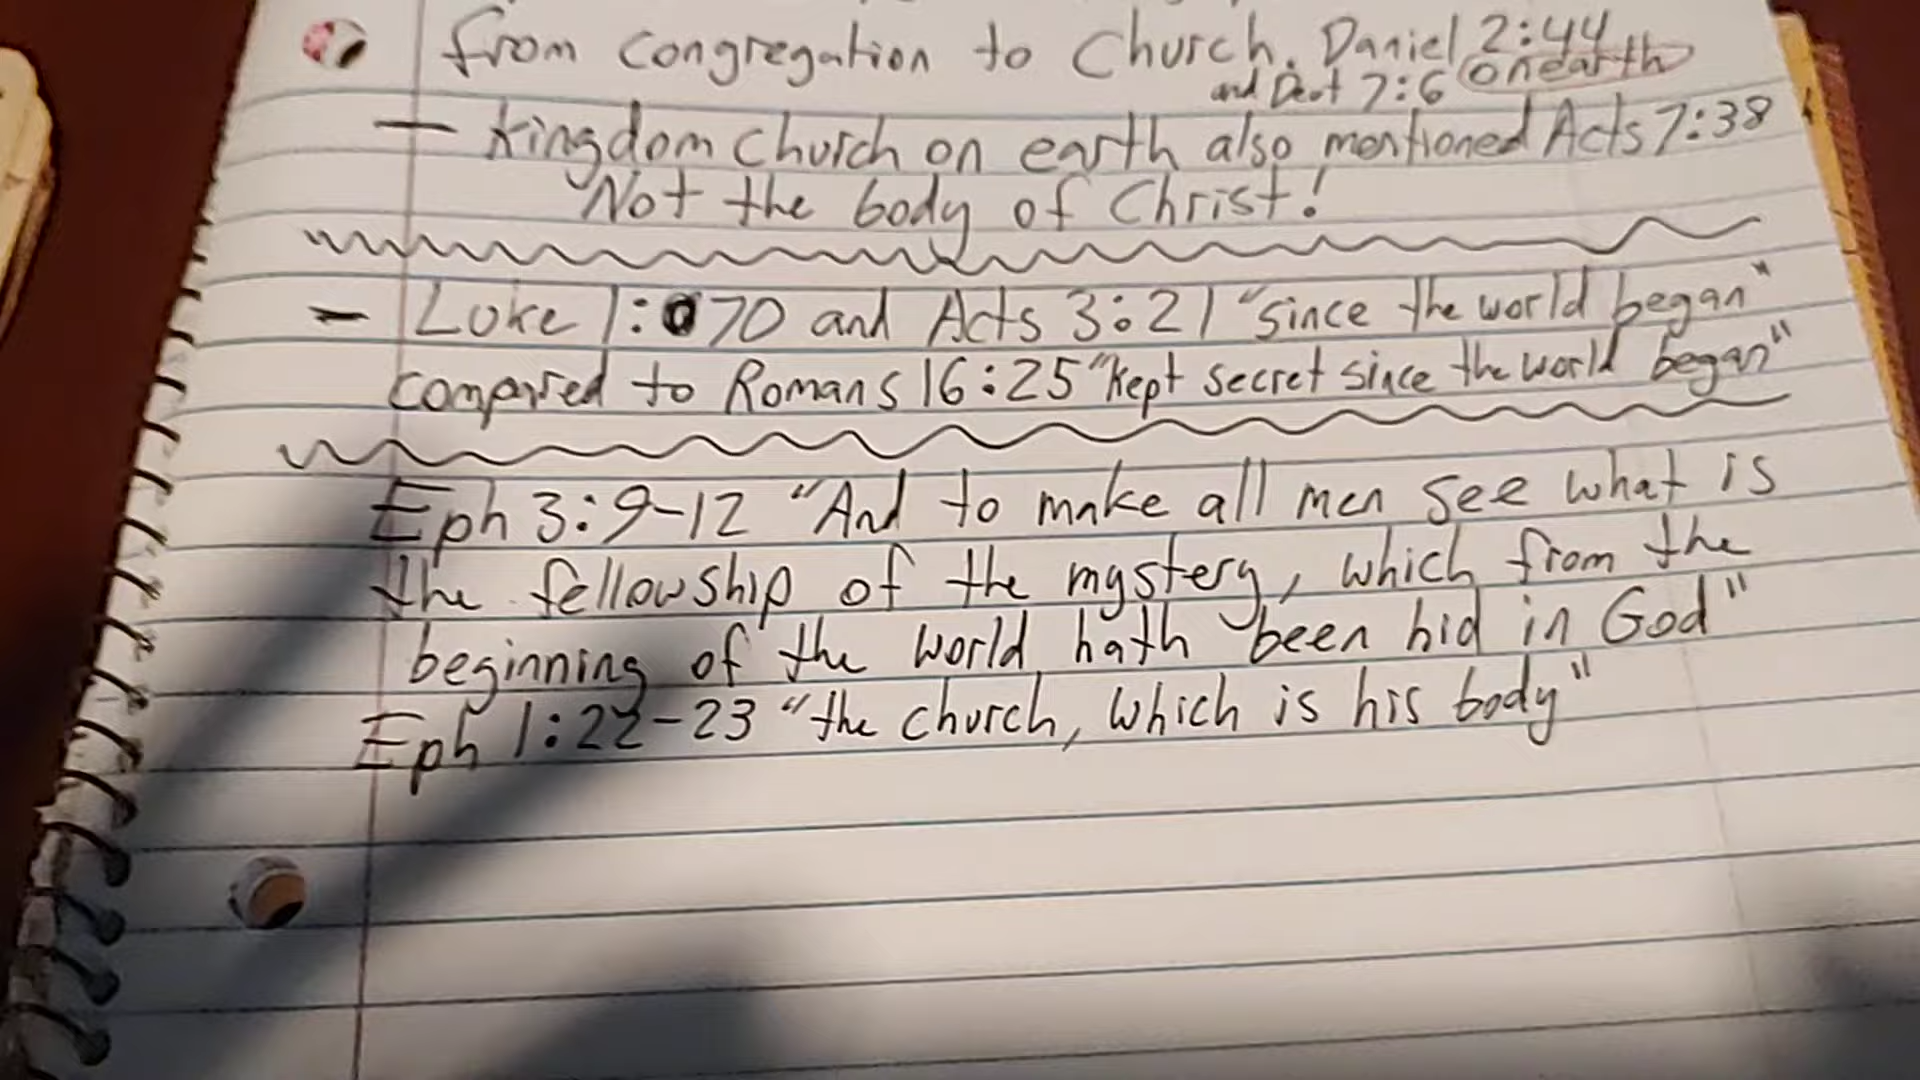 from congregation to Church. Daniel 2:44
and Deut 7:6 on earth
— Kingdom church on earth also mentioned Acts 7:38
Not the body of Christ!
- Luke 1:70 and Acts 3:21 "since the world began"
compared to Romans 16:25 "kept secret since the world began"
Eph 3:9-12 "And to make all men see what is
the fellowship of the mystery, which from the
beginning of the world hath been hid in God"
Eph 1:22-23 "the church, which is his body"